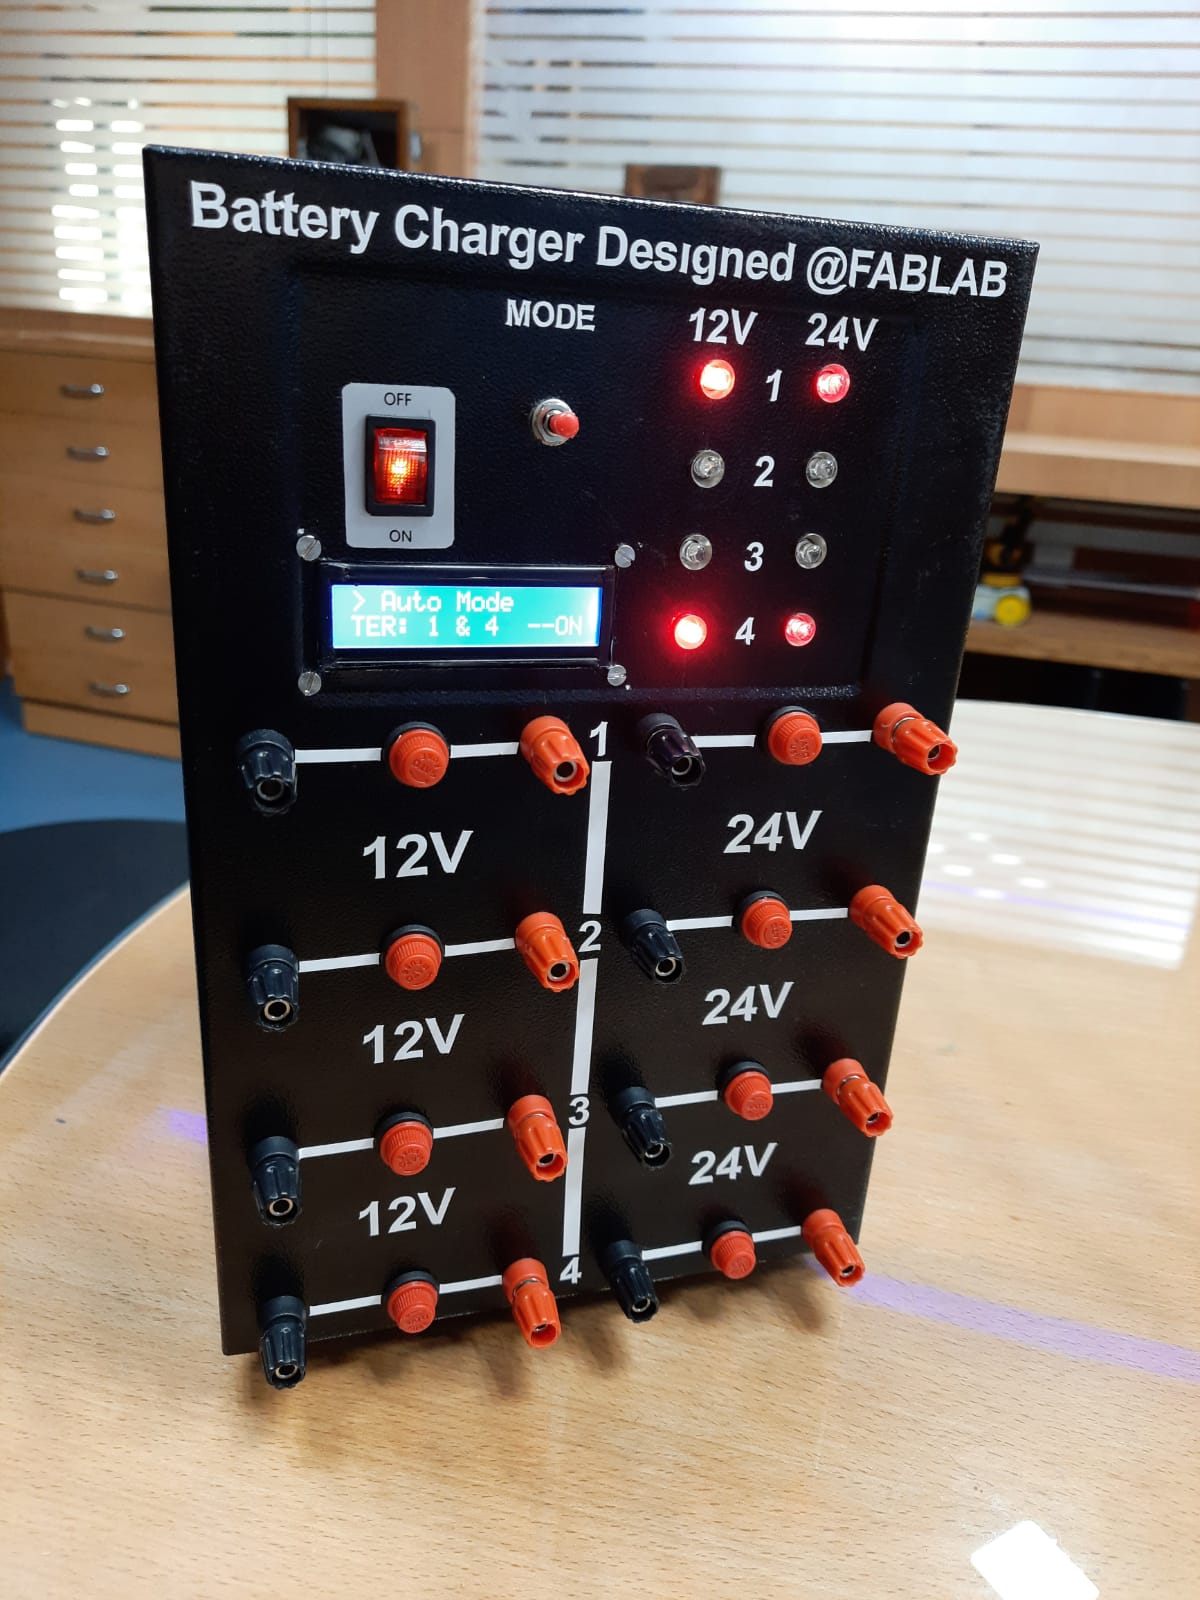 Battery Charger Designed @FABLAB
MODE
12V 24V
OFF
1
2
ON
3
> Auto Mode
TER: 1 & 4 --ON
4
1
12V 24V
2
12V 24V
3
12V 24V
4